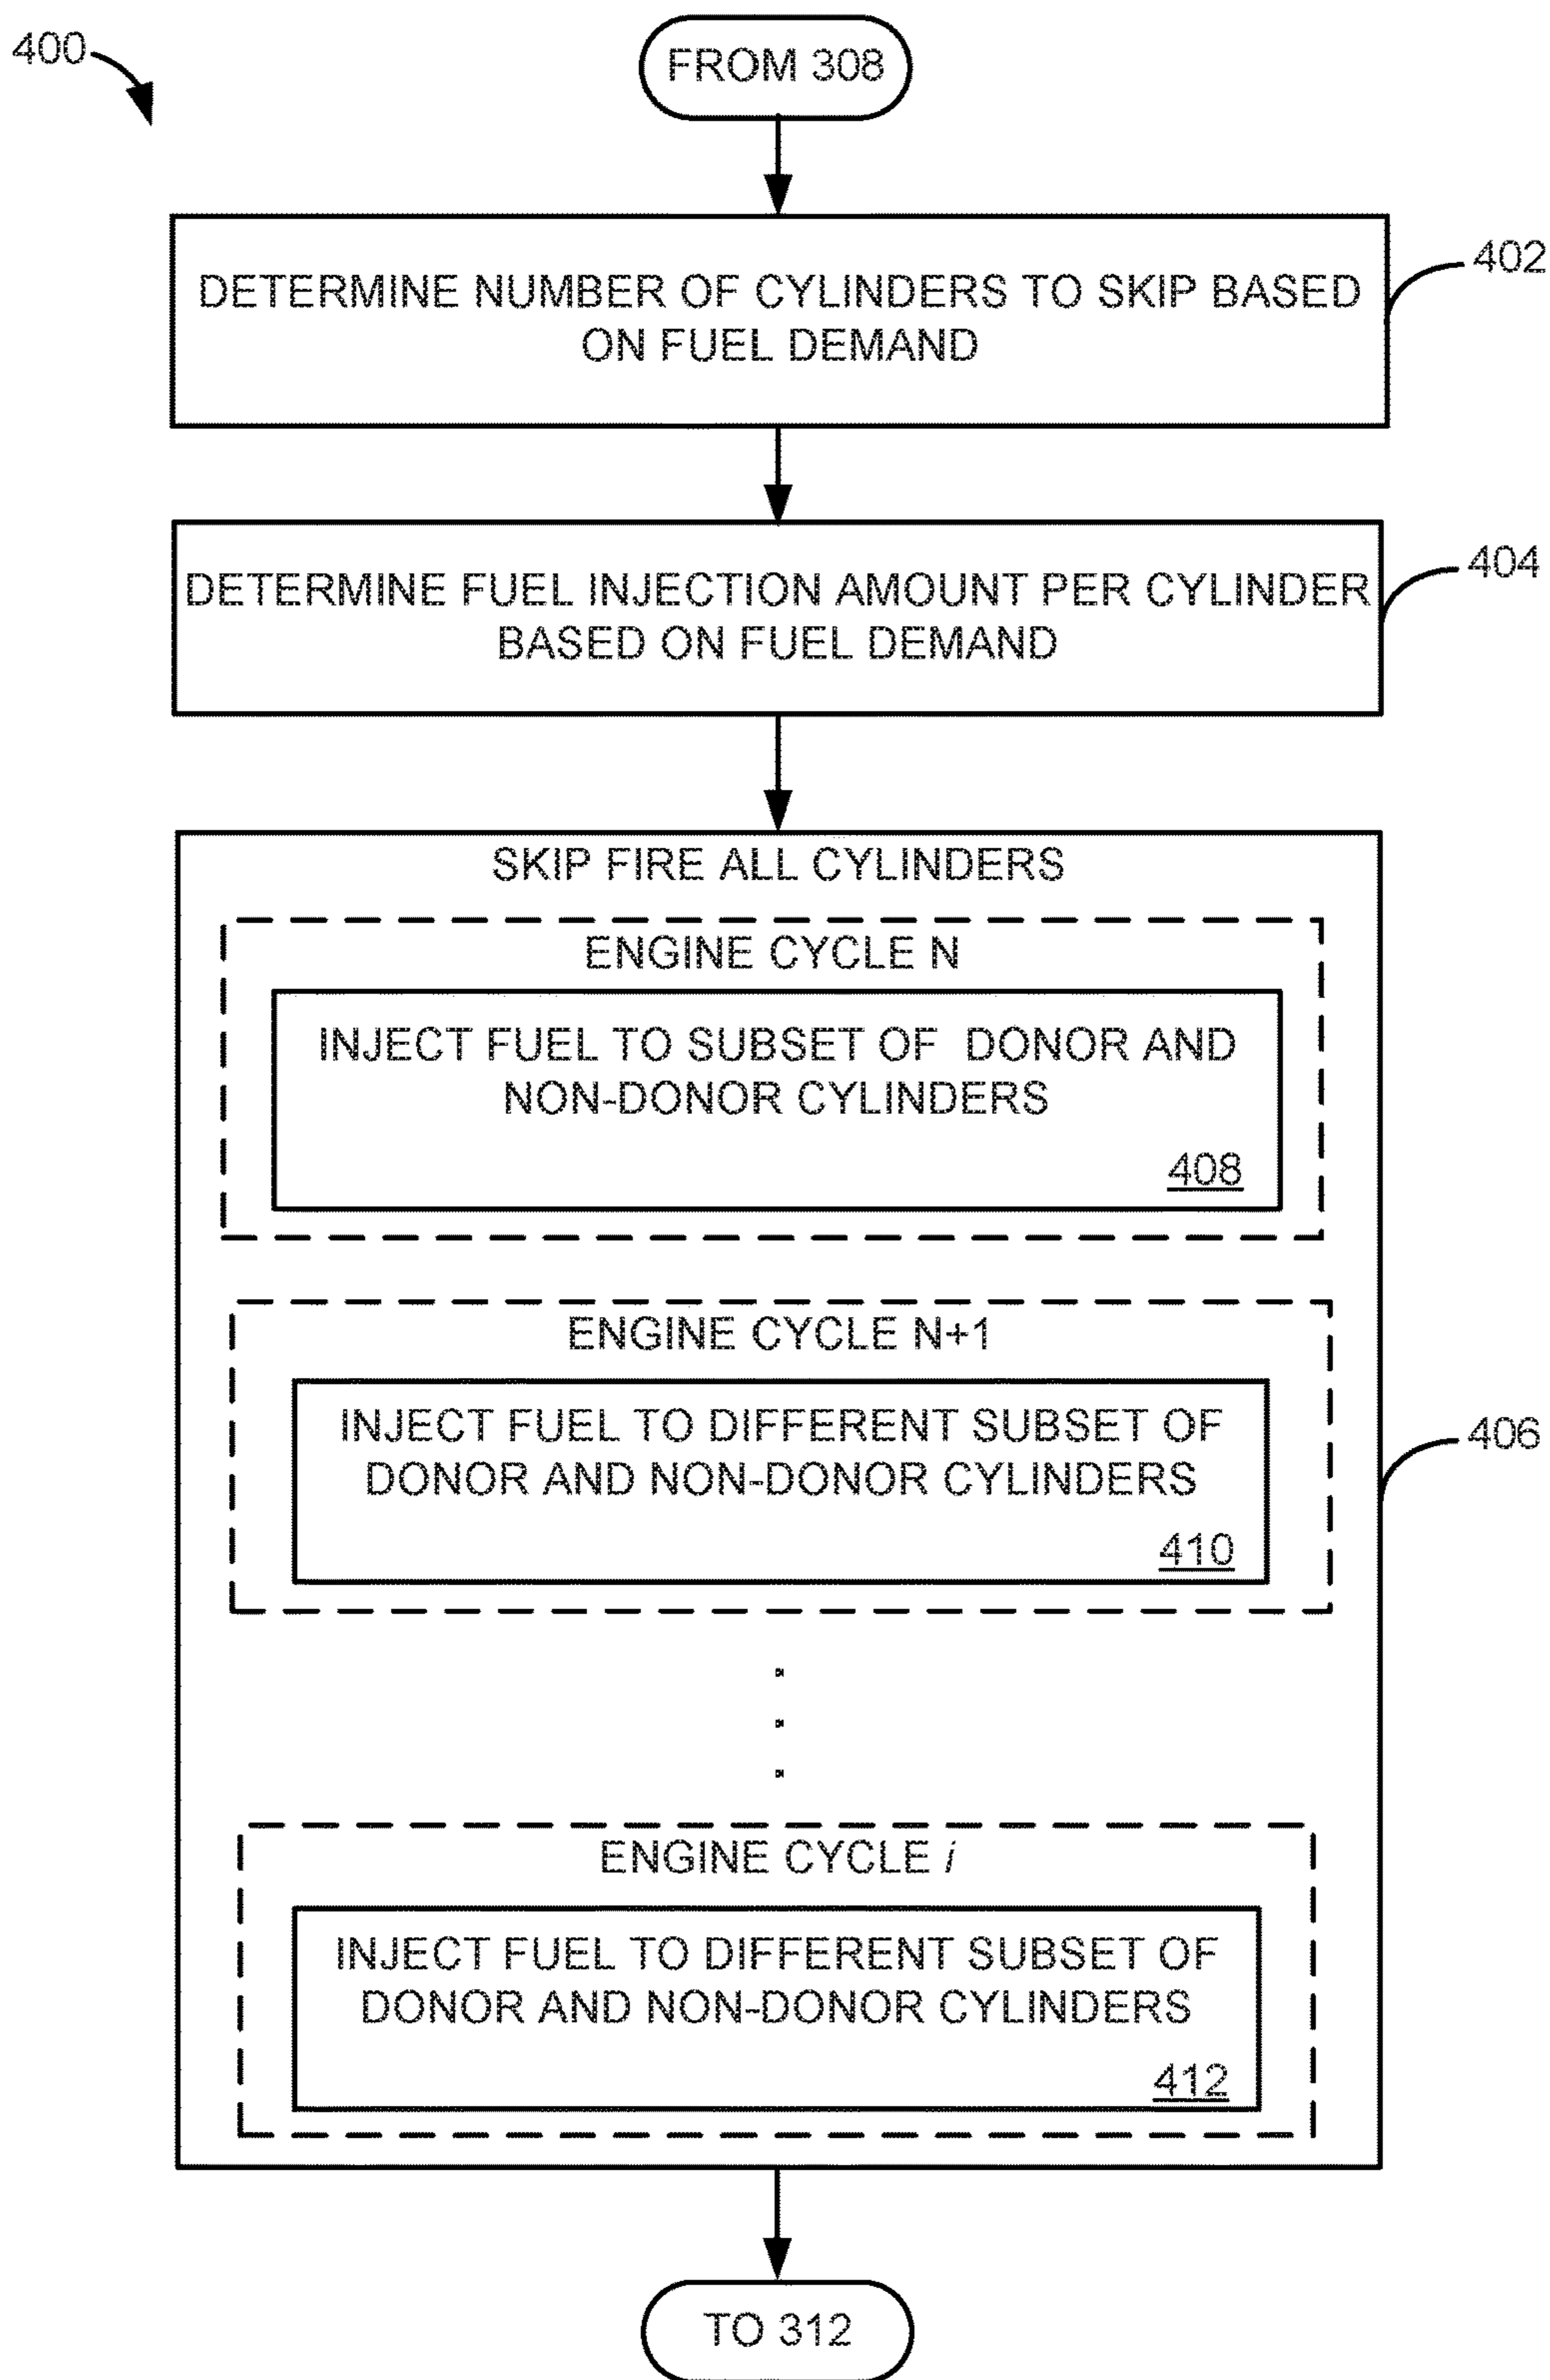 400
FROM 308
DETERMINE NUMBER OF CYLINDERS TO SKIP BASED
ON FUEL DEMAND
402
DETERMINE FUEL INJECTION AMOUNT PER CYLINDER
BASED ON FUEL DEMAND
404
SKIP FIRE ALL CYLINDERS
ENGINE CYCLE N
INJECT FUEL TO SUBSET OF DONOR AND
NON-DONOR CYLINDERS
408
ENGINE CYCLE N+1
INJECT FUEL TO DIFFERENT SUBSET OF
DONOR AND NON-DONOR CYLINDERS
410
406
ENGINE CYCLE i
INJECT FUEL TO DIFFERENT SUBSET OF
DONOR AND NON-DONOR CYLINDERS
412
TO 312